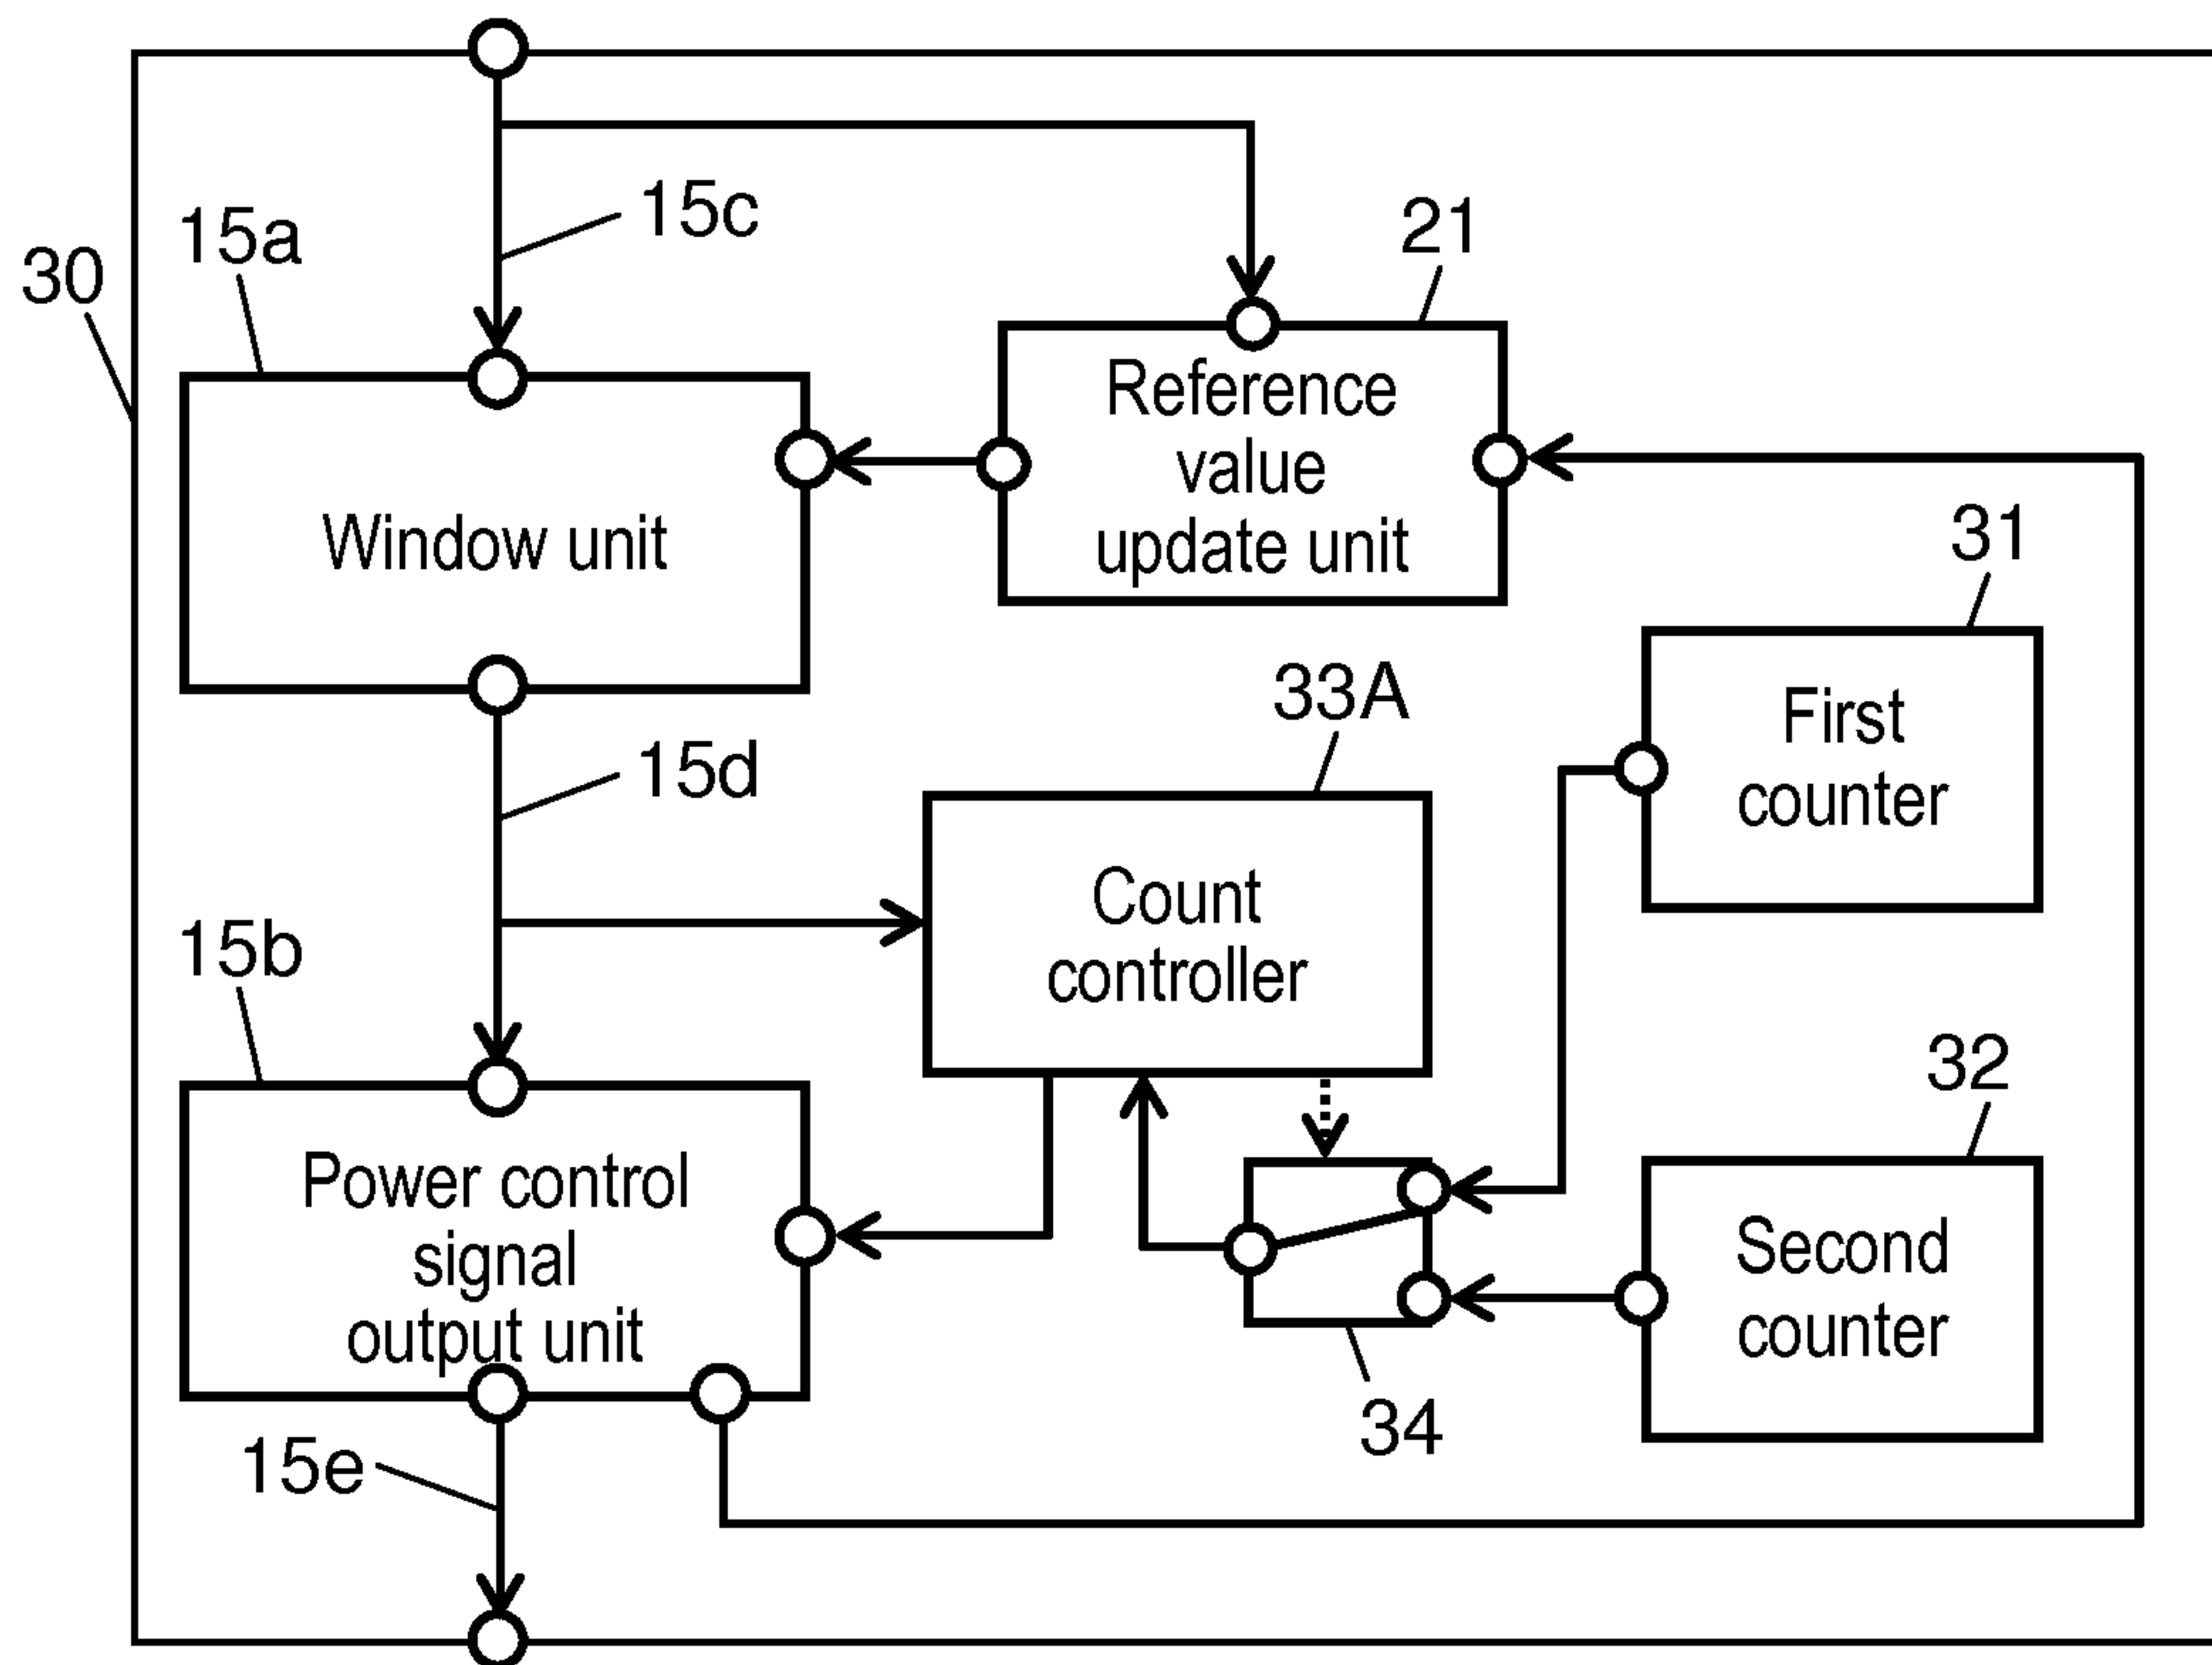 30
15a
15c
21
Window unit
Reference
value
update unit
31
First
counter
33A
15d
Count
controller
15b
32
Power control
signal
output unit
Second
counter
34
15e